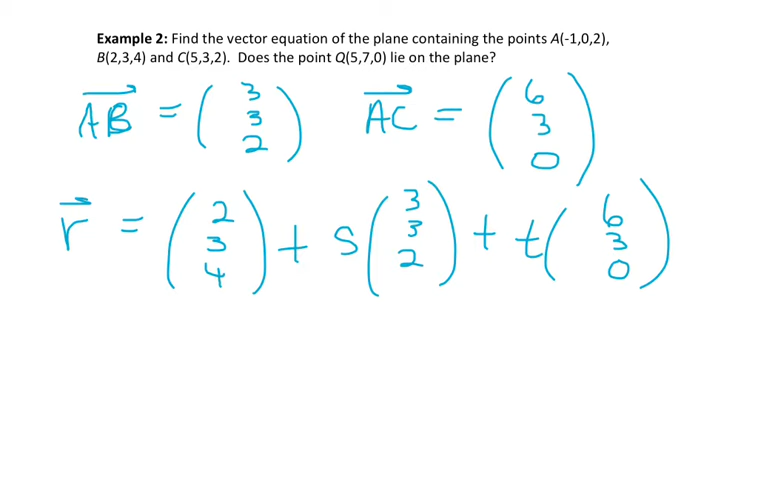 Example 2: Find the vector equation of the plane containing the points A(-1,0,2),
B(2,3,4) and C(5,3,2).  Does the point Q(5,7,0) lie on the plane?
AB = (3 3 2)  AC = (6 3 0)
r = (2 3 4) + s(3 3 2) + t(6 3 0)